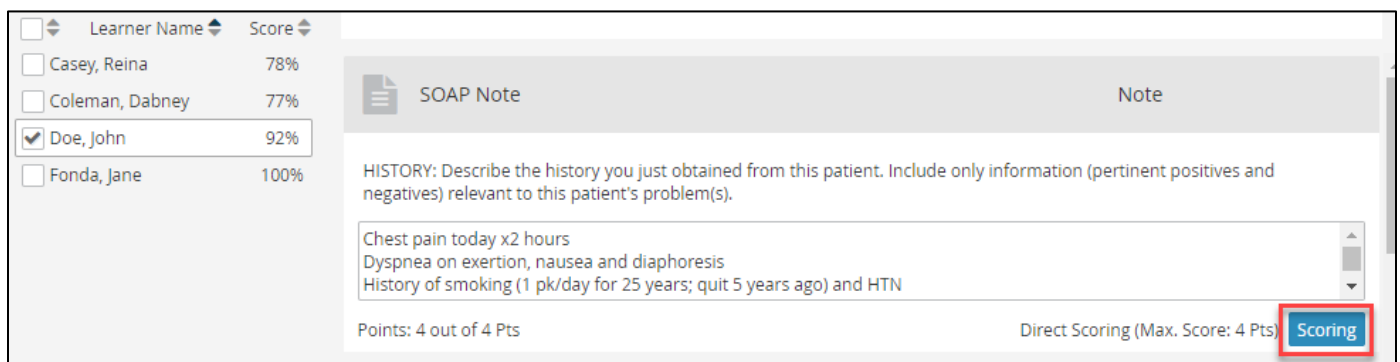 Learner Name Score
Casey, Reina 78%
Coleman, Dabney 77%
Doe, John 92%
Fonda, Jane 100%
SOAP Note Note
HISTORY: Describe the history you just obtained from this patient. Include only information (pertinent positives and
negatives) relevant to this patient's problem(s).
Chest pain today x2 hours
Dyspnea on exertion, nausea and diaphoresis
History of smoking (1 pk/day for 25 years; quit 5 years ago) and HTN
Points: 4 out of 4 Pts Direct Scoring (Max. Score: 4 Pts) Scoring